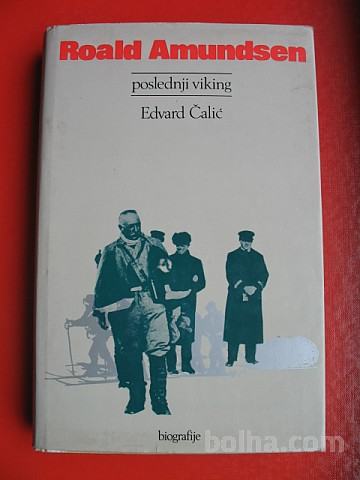 Roald Amundsen
poslednji viking
Edvard Čalić
biografije
bolha.com